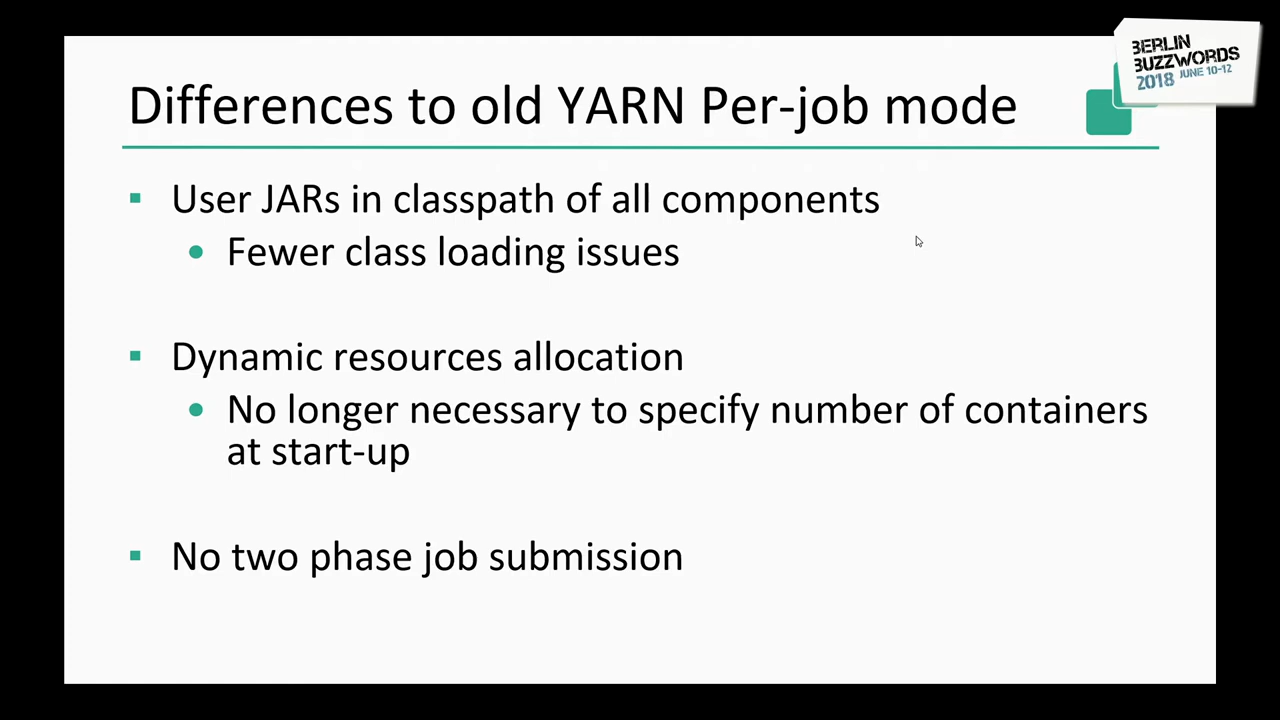 BERLIN
BUZZWORDS
2018 JUNE 10-12
Differences to old YARN Per-job mode
User JARs in classpath of all components
Fewer class loading issues
Dynamic resources allocation
No longer necessary to specify number of containers
at start-up
No two phase job submission